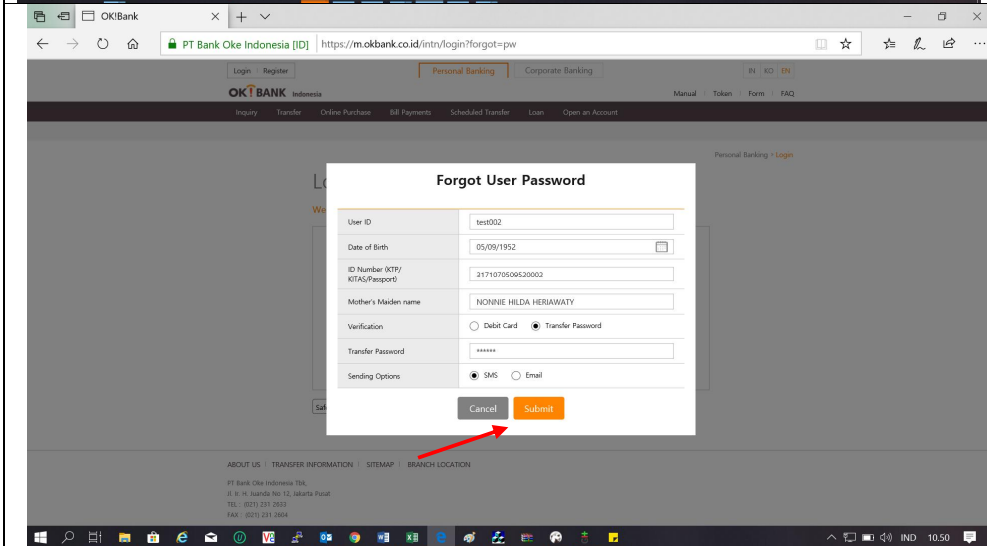 OK!Bank
PT Bank Oke Indonesia [ID] https://m.okbank.co.id/intn/login?forgot=pw
Login Register Personal Banking Corporate Banking IN KO EN
OK! BANK Indonesia Manual Token Form FAQ
Inquiry Transfer Online Purchase Bill Payments Scheduled Transfer Loan Open an Account
Personal Banking > Login
Lo
We
Forgot User Password
User ID test002
Date of Birth 05/09/1952
ID Number (KTP/
KITAS/Passport) 3171070509520002
Mother's Maiden name NONNIE HILDA HERIAWATY
Verification Debit Card Transfer Password
Transfer Password ******
Sending Options SMS Email
Cancel Submit
Safe
ABOUT US TRANSFER INFORMATION SITEMAP BRANCH LOCATION
PT Bank Oke Indonesia Tbk,
Jl. Ir. H. Juanda No 12, Jakarta Pusat
TEL : (021) 231 2633
FAX : (021) 231 2604
IND 10.50